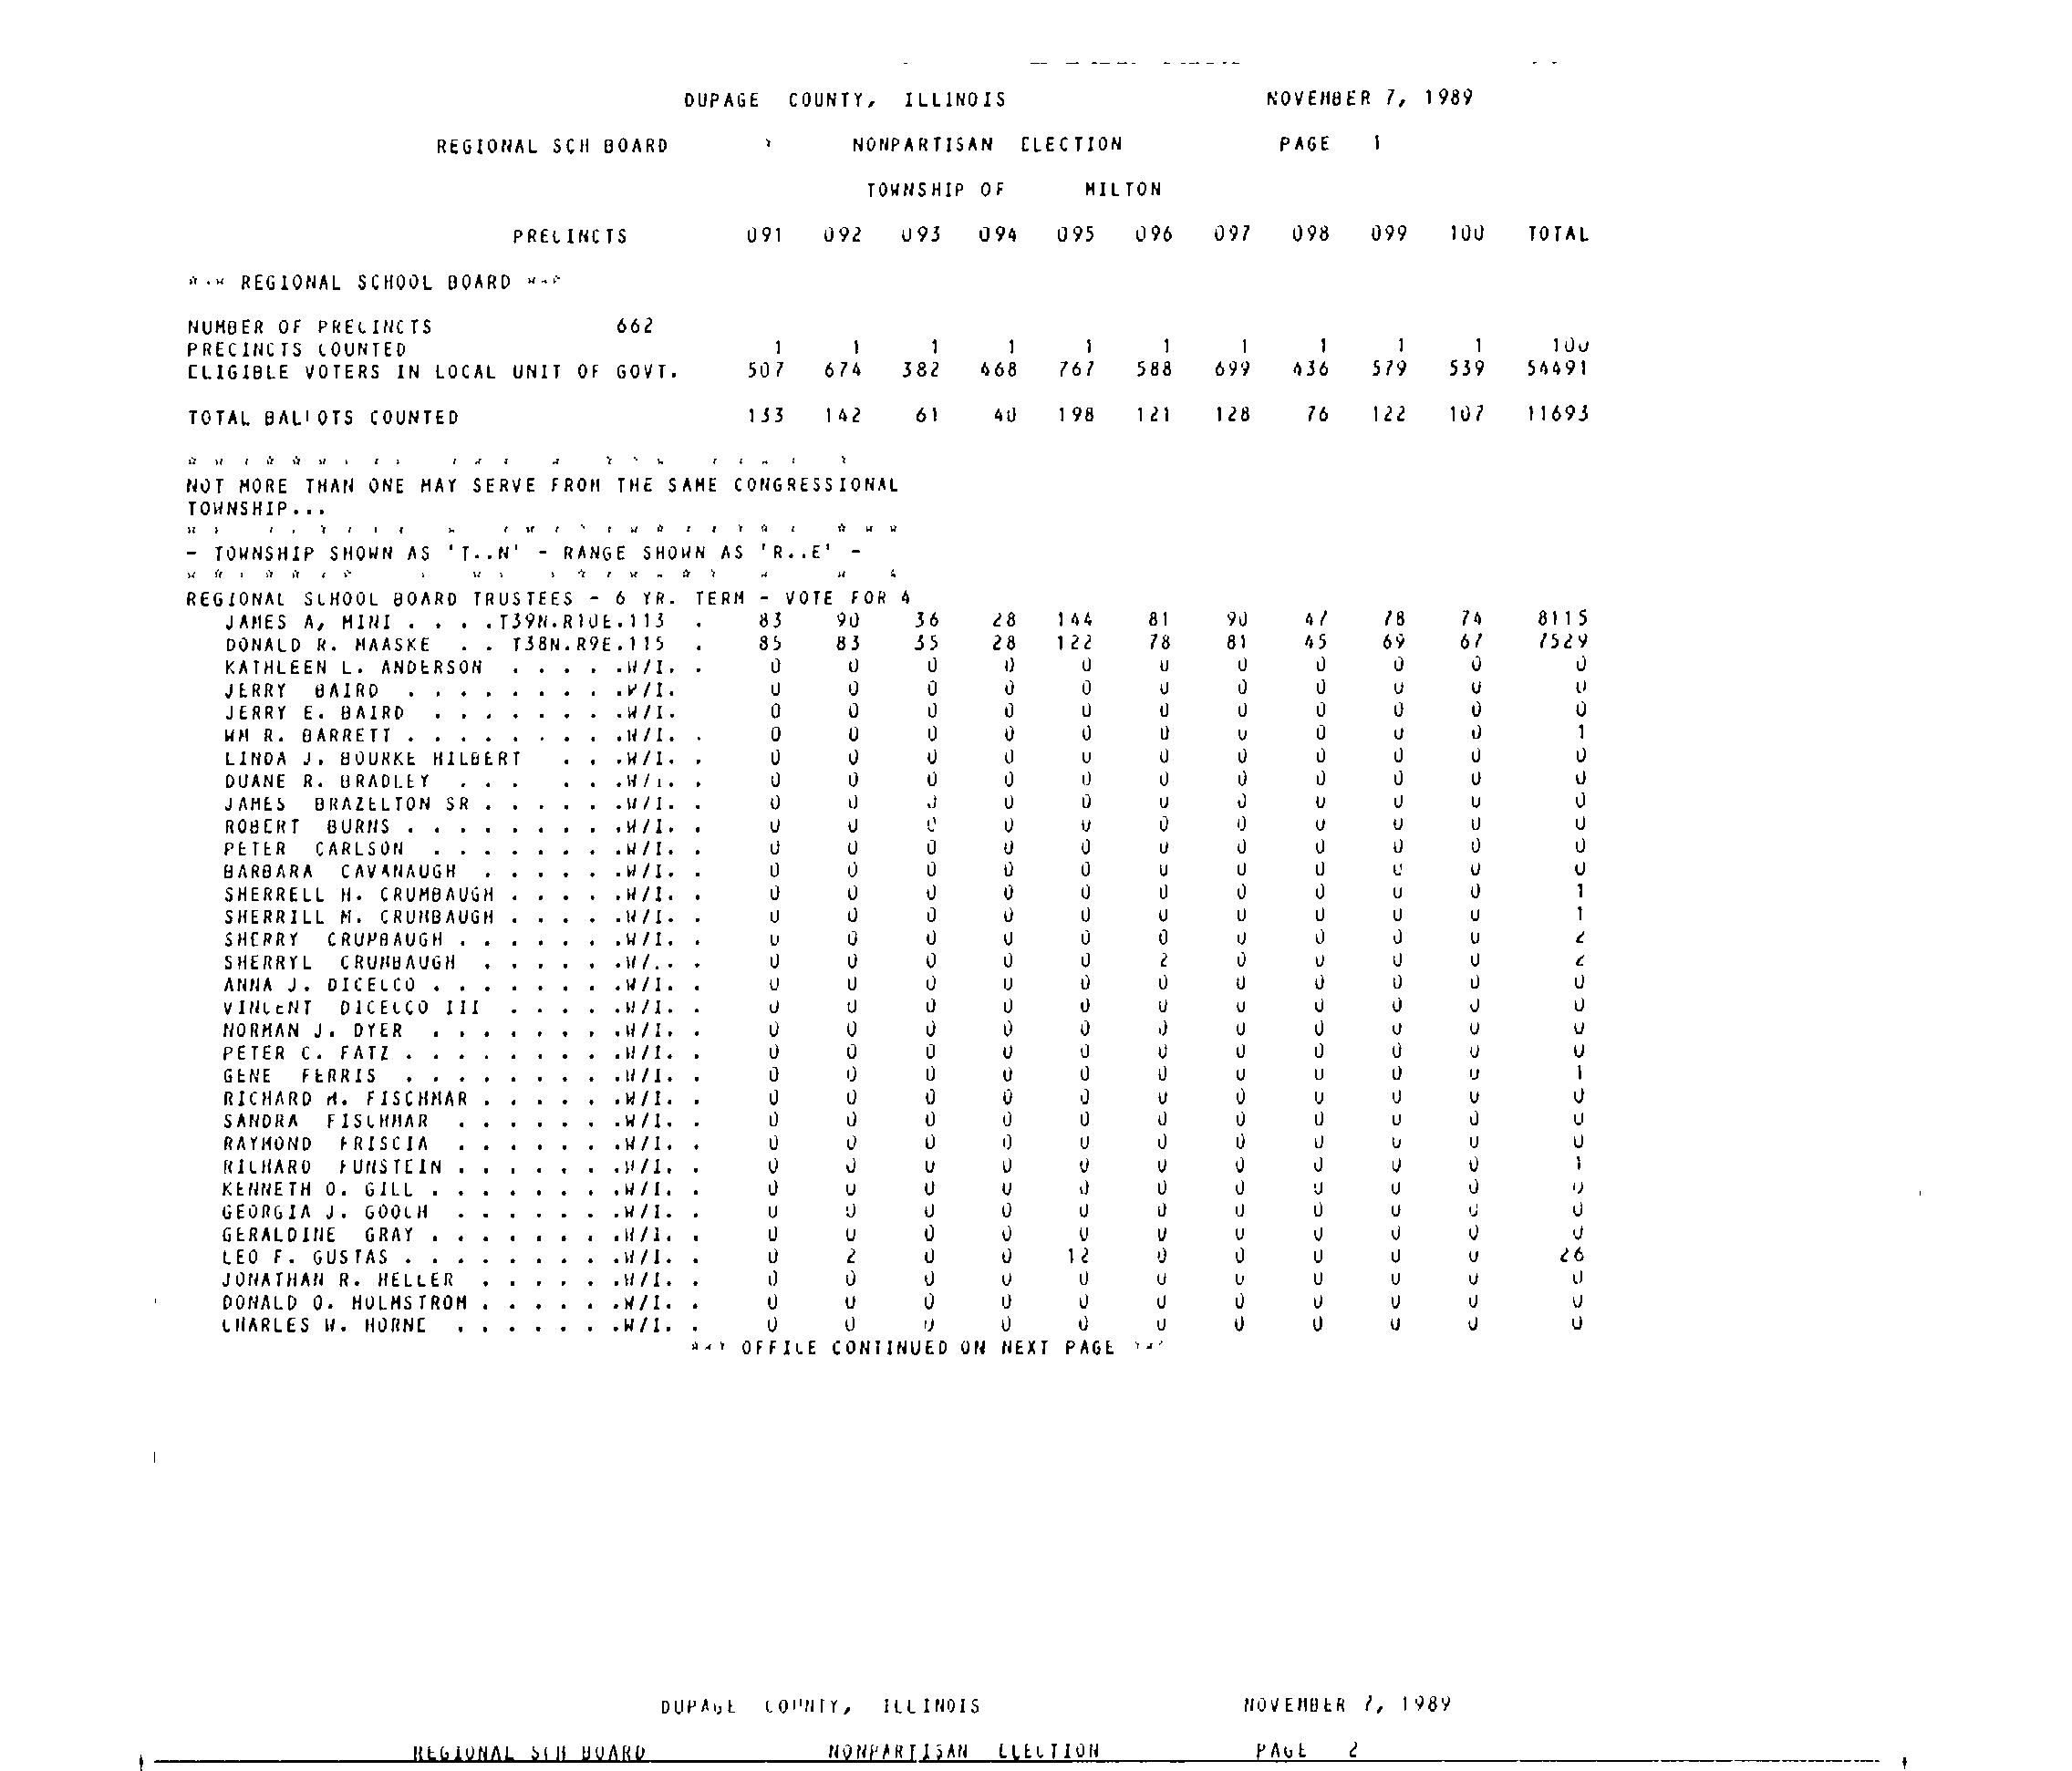 DUPAGE COUNTY, ILLINOIS NOVEMBER 7, 1989
REGIONAL SCH BOARD NONPARTISAN ELECTION PAGE 1
TOWNSHIP OF MILTON
PRECINCTS 091 092 093 094 095 096 097 098 099 100 TOTAL
*** REGIONAL SCHOOL BOARD ***
NUMBER OF PRECINCTS 662
PRECINCTS COUNTED 1 1 1 1 1 1 1 1 1 1 100
ELIGIBLE VOTERS IN LOCAL UNIT OF GOVT. 507 674 382 468 767 588 699 436 579 539 54491
TOTAL BALLOTS COUNTED 133 142 61 40 198 121 128 76 122 107 11693
NOT MORE THAN ONE MAY SERVE FROM THE SAME CONGRESSIONAL
TOWNSHIP...
- TOWNSHIP SHOWN AS 'T..N' - RANGE SHOWN AS 'R..E' -
REGIONAL SCHOOL BOARD TRUSTEES - 6 YR. TERM - VOTE FOR 4
JAMES A, MINI . . . .T39N.R10E.113 . 83 90 36 28 144 81 90 47 78 74 8115
DONALD R. MAASKE . . T38N.R9E.115 . 85 83 35 28 122 78 81 45 69 67 7529
KATHLEEN L. ANDERSON . . . . .W/I. . 0 0 0 0 0 0 0 0 0 0 0
JERRY BAIRD . . . . . . . . .W/I. 0 0 0 0 0 0 0 0 0 0 0
JERRY E. BAIRD . . . . . . . .W/I. 0 0 0 0 0 0 0 0 0 0 0
WM R. BARRETT . . . . . . . . .W/I. . 0 0 0 0 0 0 0 0 0 0 1
LINDA J. BOURKE HILBERT . . .W/I. . 0 0 0 0 0 0 0 0 0 0 0
DUANE R. BRADLEY . . . . . .W/I. . 0 0 0 0 0 0 0 0 0 0 0
JAMES BRAZELTON SR . . . . . .W/I. . 0 0 0 0 0 0 0 0 0 0 0
ROBERT BURNS . . . . . . . . .W/I. . 0 0 0 0 0 0 0 0 0 0 0
PETER CARLSON . . . . . . . .W/I. . 0 0 0 0 0 0 0 0 0 0 0
BARBARA CAVANAUGH . . . . . .W/I. . 0 0 0 0 0 0 0 0 0 0 0
SHERRELL H. CRUMBAUGH . . . . .W/I. . 0 0 0 0 0 0 0 0 0 0 1
SHERRILL M. CRUMBAUGH . . . . .W/I. . 0 0 0 0 0 0 0 0 0 0 1
SHERRY CRUMBAUGH . . . . . . .W/I. . 0 0 0 0 0 0 0 0 0 0 2
SHERRYL CRUMBAUGH . . . . . .W/. . . 0 0 0 0 0 2 0 0 0 0 2
ANNA J. DICELCO . . . . . . . .W/I. . 0 0 0 0 0 0 0 0 0 0 0
VINCENT DICELCO III . . . . .W/I. . 0 0 0 0 0 0 0 0 0 0 0
NORMAN J. DYER . . . . . . . .W/I. . 0 0 0 0 0 0 0 0 0 0 0
PETER C. FATZ . . . . . . . . .W/I. . 0 0 0 0 0 0 0 0 0 0 0
GENE FERRIS . . . . . . . . .W/I. . 0 0 0 0 0 0 0 0 0 0 1
RICHARD M. FISCHMAR . . . . . .W/I. . 0 0 0 0 0 0 0 0 0 0 0
SANDRA FISCHMAR . . . . . . .W/I. . 0 0 0 0 0 0 0 0 0 0 0
RAYMOND FRISCIA . . . . . . .W/I. . 0 0 0 0 0 0 0 0 0 0 0
RICHARD FUNSTEIN . . . . . . .W/I. . 0 0 0 0 0 0 0 0 0 0 1
KENNETH O. GILL . . . . . . . .W/I. . 0 0 0 0 0 0 0 0 0 0 0
GEORGIA J. GOOCH . . . . . . .W/I. . 0 0 0 0 0 0 0 0 0 0 0
GERALDINE GRAY . . . . . . . .W/I. . 0 0 0 0 0 0 0 0 0 0 0
LEO F. GUSTAS . . . . . . . . .W/I. . 0 2 0 0 12 0 0 0 0 0 26
JONATHAN R. HELLER . . . . . .W/I. . 0 0 0 0 0 0 0 0 0 0 0
DONALD O. HOLMSTROM . . . . . .W/I. . 0 0 0 0 0 0 0 0 0 0 0
CHARLES W. HORNE . . . . . . .W/I. . 0 0 0 0 0 0 0 0 0 0 0
*** OFFICE CONTINUED ON NEXT PAGE ***
DUPAGE COUNTY, ILLINOIS NOVEMBER 7, 1989
REGIONAL SCH BOARD NONPARTISAN ELECTION PAGE 2